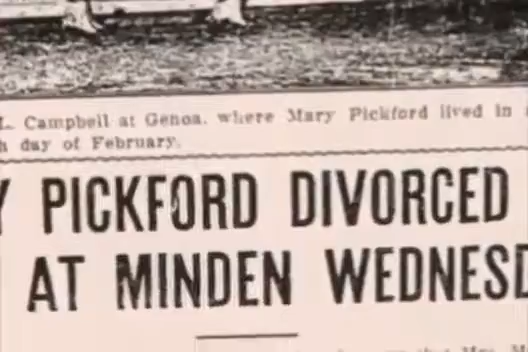 L. Campbell at Genoa, where Mary Pickford lived in
h day of February.
Y PICKFORD DIVORCED
AT MINDEN WEDNESD